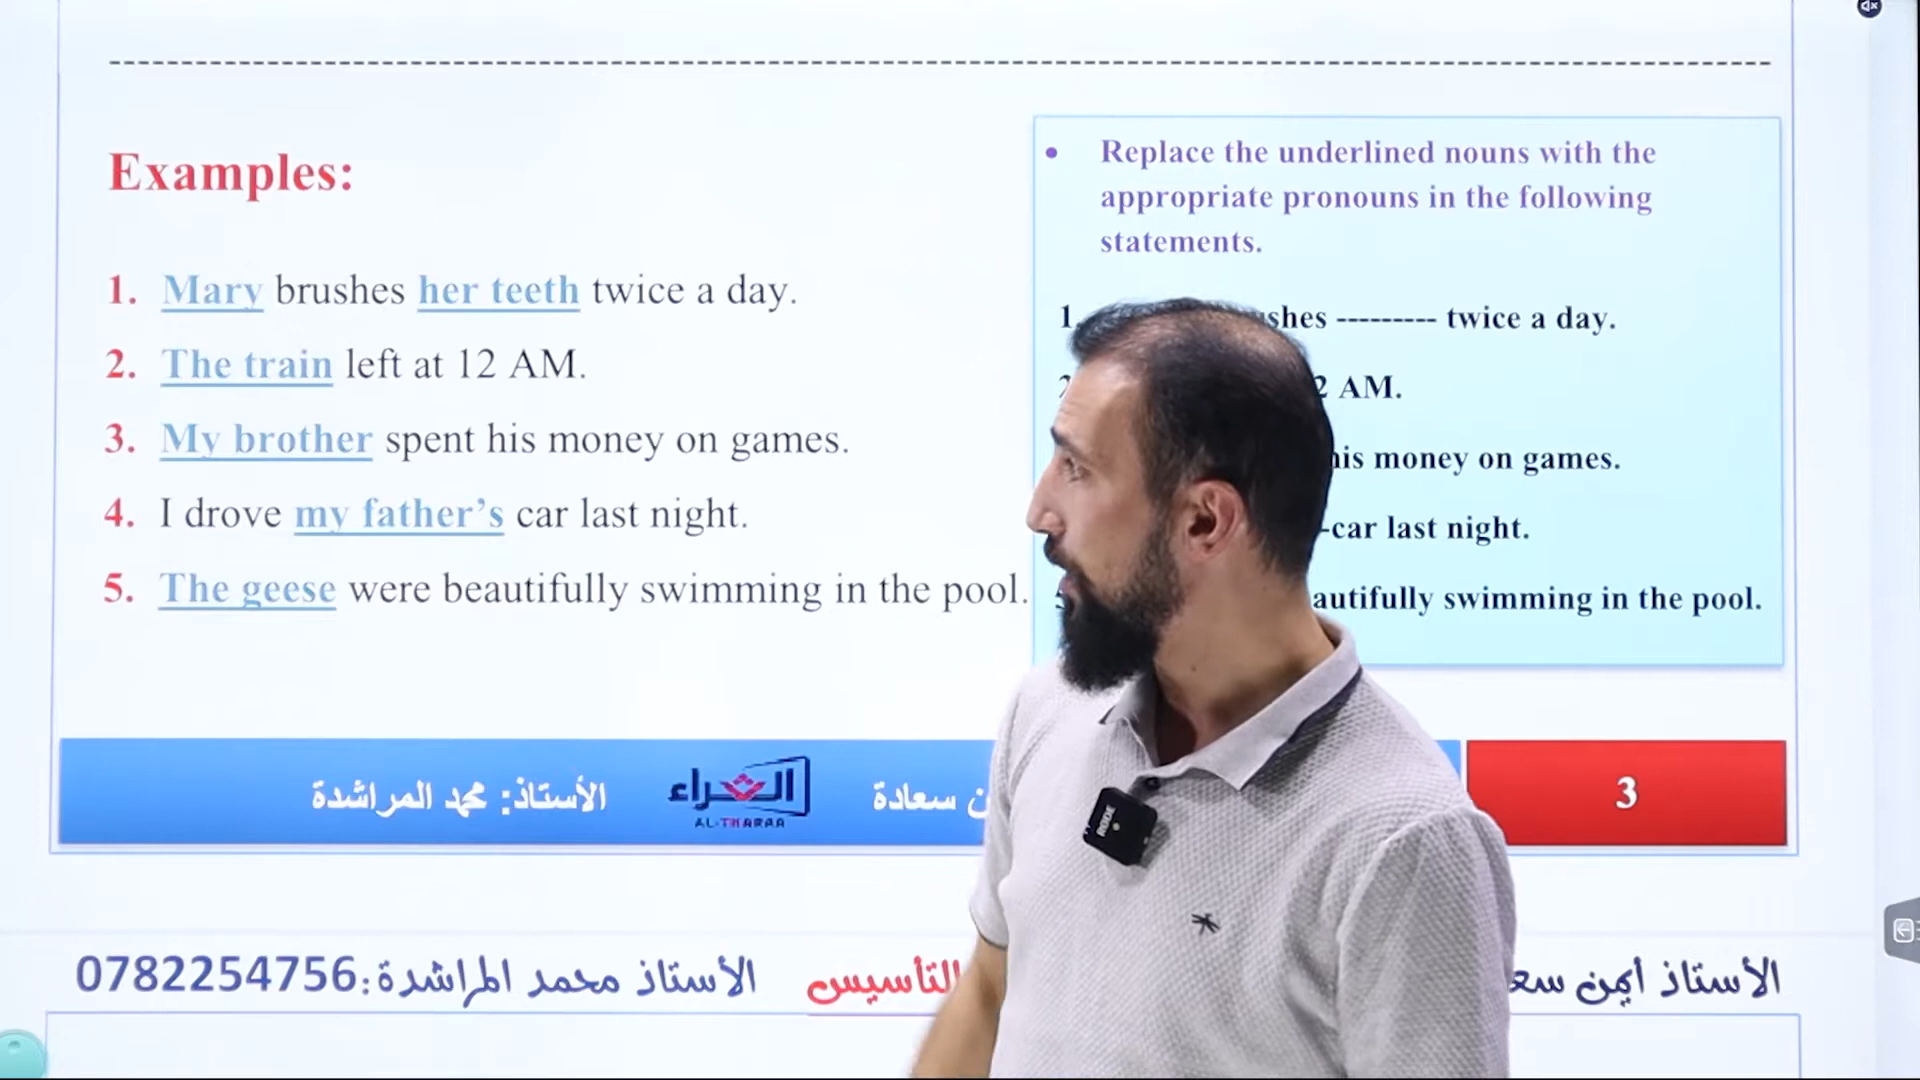 Examples:
1. Mary brushes her teeth twice a day.
2. The train left at 12 AM.
3. My brother spent his money on games.
4. I drove my father's car last night.
5. The geese were beautifully swimming in the pool.
• Replace the underlined nouns with the
appropriate pronouns in the following
statements.
1. --------- twice a day.
AM.
his money on games.
-car last night.
swimming in the pool.
الأستاذ: محمد المراشدة
AL-THARAA
سعادة
3
الأستاذ أيمن
التأسيس
الأستاذ محمد المراشدة:0782254756
RODE